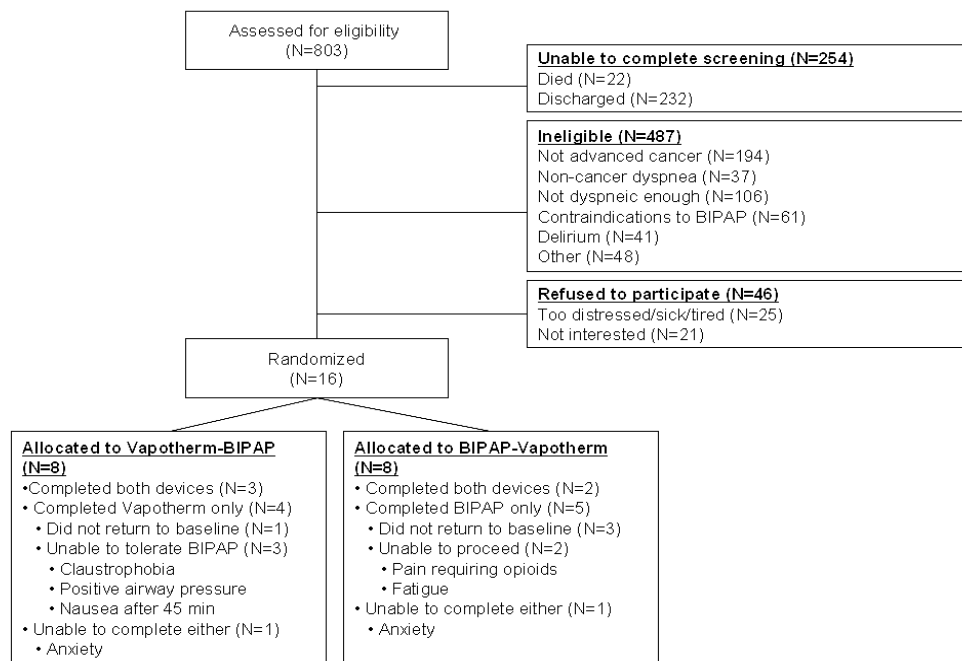 Assessed for eligibility
(N=803)
Unable to complete screening (N=254)
Died (N=22)
Discharged (N=232)
Ineligible (N=487)
Not advanced cancer (N=194)
Non-cancer dyspnea (N=37)
Not dyspneic enough (N=106)
Contraindications to BIPAP (N=61)
Delirium (N=41)
Other (N=48)
Refused to participate (N=46)
Too distressed/sick/tired (N=25)
Not interested (N=21)
Randomized
(N=16)
Allocated to Vapotherm-BIPAP
(N=8)
•Completed both devices (N=3)
• Completed Vapotherm only (N=4)
• Did not return to baseline (N=1)
• Unable to tolerate BIPAP (N=3)
• Claustrophobia
• Positive airway pressure
• Nausea after 45 min
• Unable to complete either (N=1)
• Anxiety
Allocated to BIPAP-Vapotherm
(N=8)
• Completed both devices (N=2)
• Completed BIPAP only (N=5)
• Did not return to baseline (N=3)
• Unable to proceed (N=2)
• Pain requiring opioids
• Fatigue
• Unable to complete either (N=1)
• Anxiety